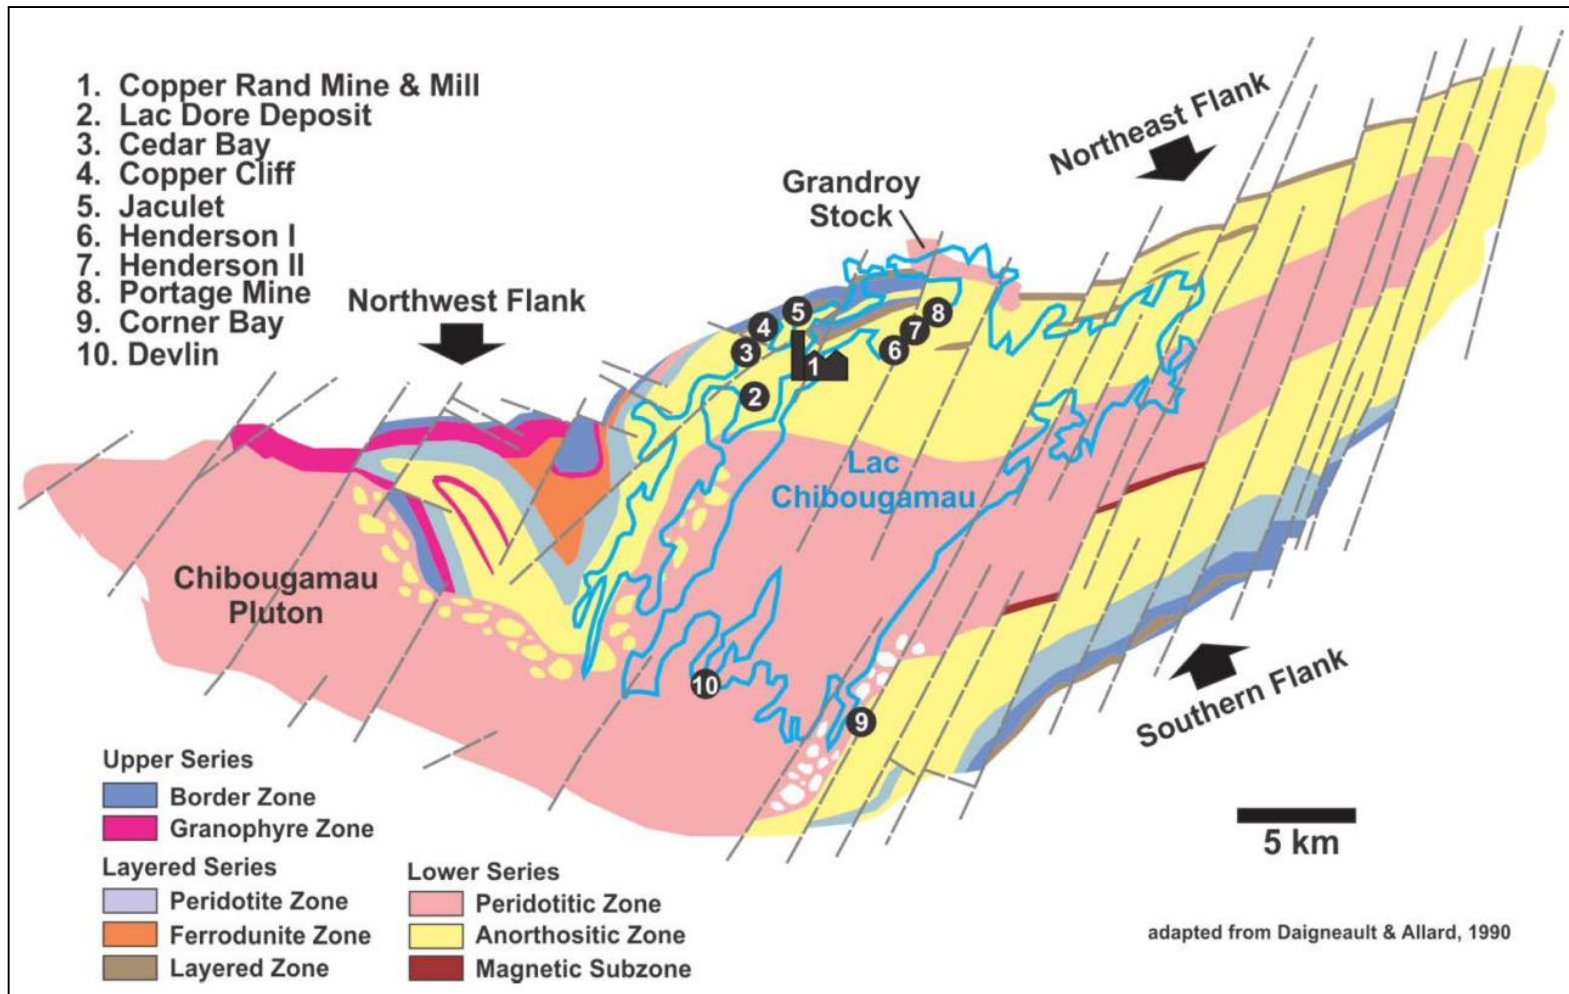 1. Copper Rand Mine & Mill
2. Lac Dore Deposit
3. Cedar Bay
4. Copper Cliff
5. Jaculet
6. Henderson I
7. Henderson II
8. Portage Mine
9. Corner Bay
10. Devlin
Northwest Flank
Grandroy
Stock
Northeast Flank
5
4
3
8
7
6
1
2
Lac
Chibougamau
Chibougamau
Pluton
10
9
Southern Flank
5 km
Upper Series
Border Zone
Granophyre Zone
Layered Series
Peridotite Zone
Ferrodunite Zone
Layered Zone
Lower Series
Peridotitic Zone
Anorthositic Zone
Magnetic Subzone
adapted from Daigneault & Allard, 1990